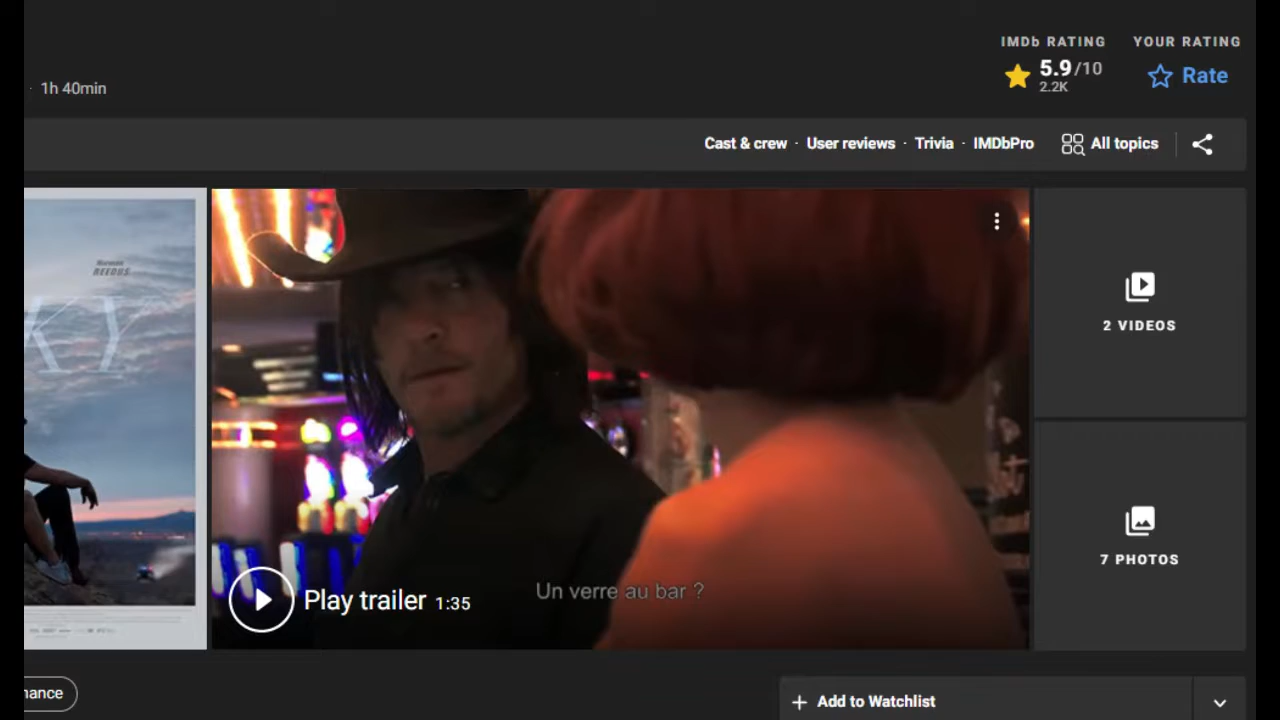 IMDb RATING
YOUR RATING
5.9/10
2.2K
Rate
· 1h 40min
Cast & crew · User reviews · Trivia · IMDbPro
All topics
Norman
REEDUS
KY
2 VIDEOS
7 PHOTOS
Un verre au bar ?
Play trailer 1:35
nance
+ Add to Watchlist